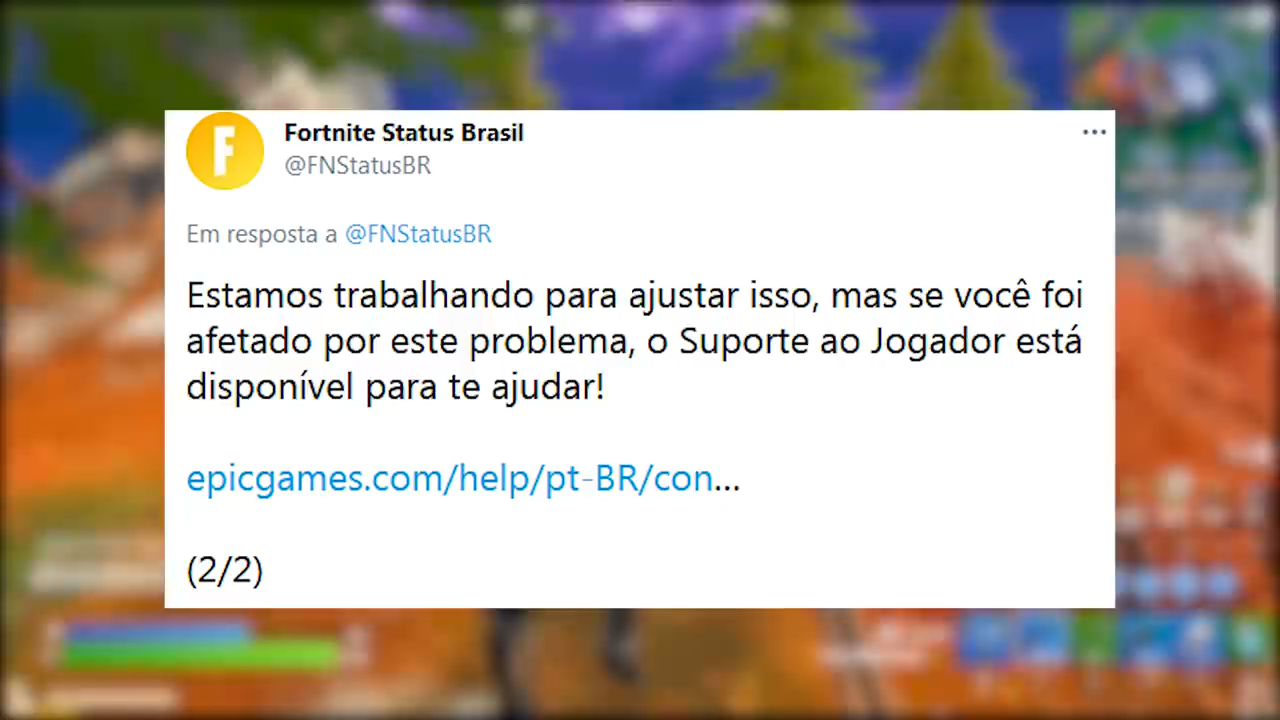 F
Fortnite Status Brasil
@FNStatusBR
Em resposta a @FNStatusBR
Estamos trabalhando para ajustar isso, mas se você foi
afetado por este problema, o Suporte ao Jogador está
disponível para te ajudar!
epicgames.com/help/pt-BR/con...
(2/2)